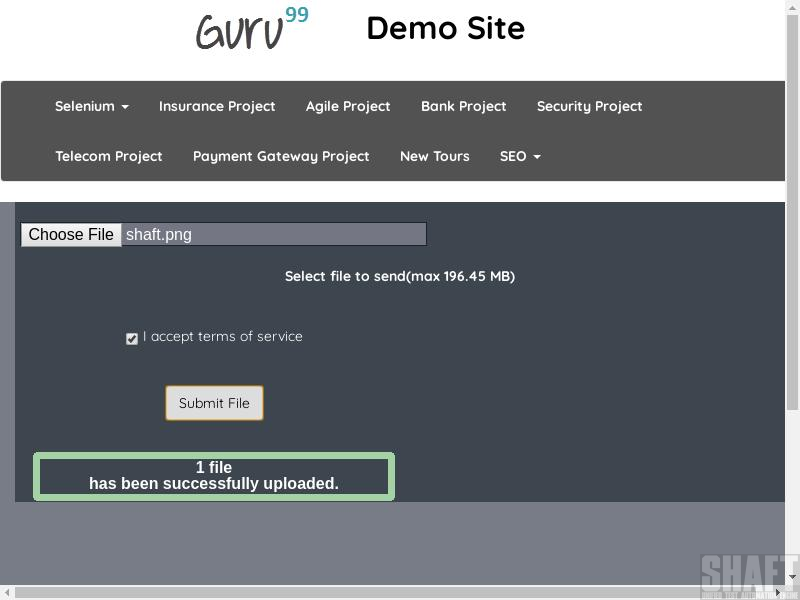 Guru99
Demo Site
Selenium
Insurance Project
Agile Project
Bank Project
Security Project
Telecom Project
Payment Gateway Project
New Tours
SEO
Choose File shaft.png
Select file to send(max 196.45 MB)
I accept terms of service
Submit File
1 file
has been successfully uploaded.
SHAFT